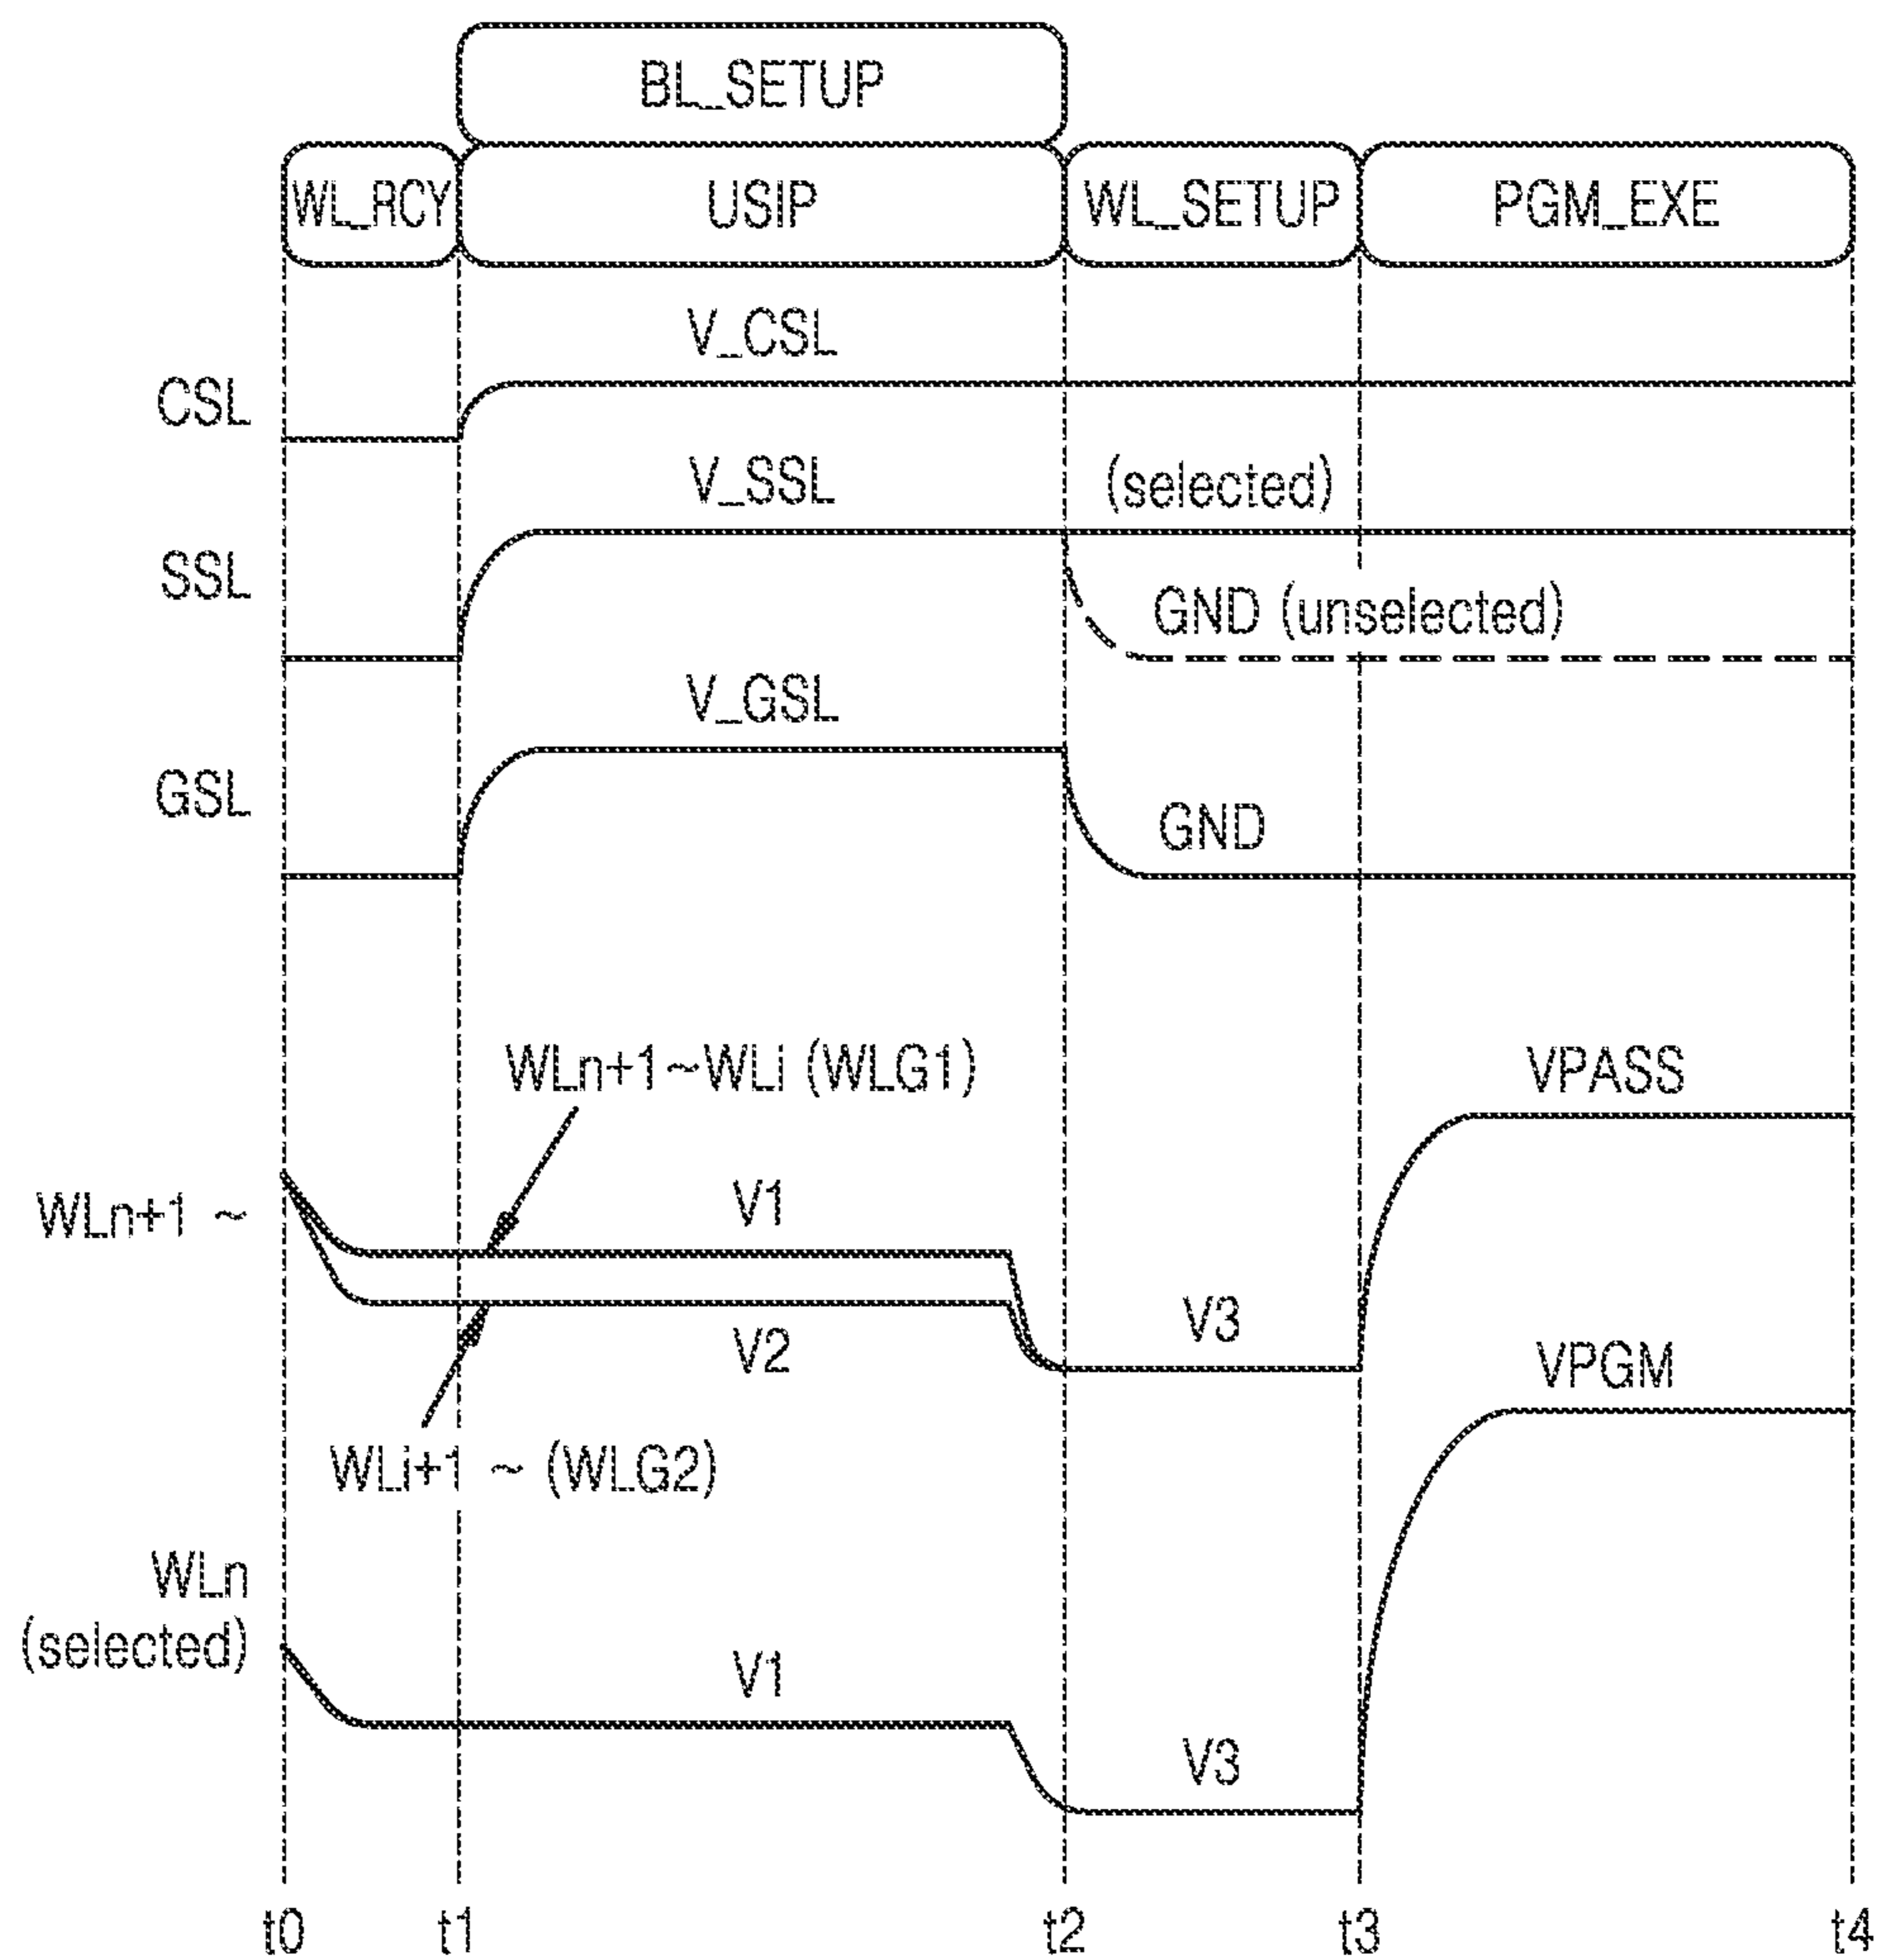 BL_SETUP
WL_RCY USIP WL_SETUP PGM_EXE
V_CSL
CSL
V_SSL (selected)
SSL
GND (unselected)
V_GSL
GSL
GND
WLn+1~WLi (WLG1)
VPASS
WLn+1 ~
V1
V3
V2
VPGM
WLi+1 ~ (WLG2)
WLn
(selected)
V1
V3
t0 t1 t2 t3 t4